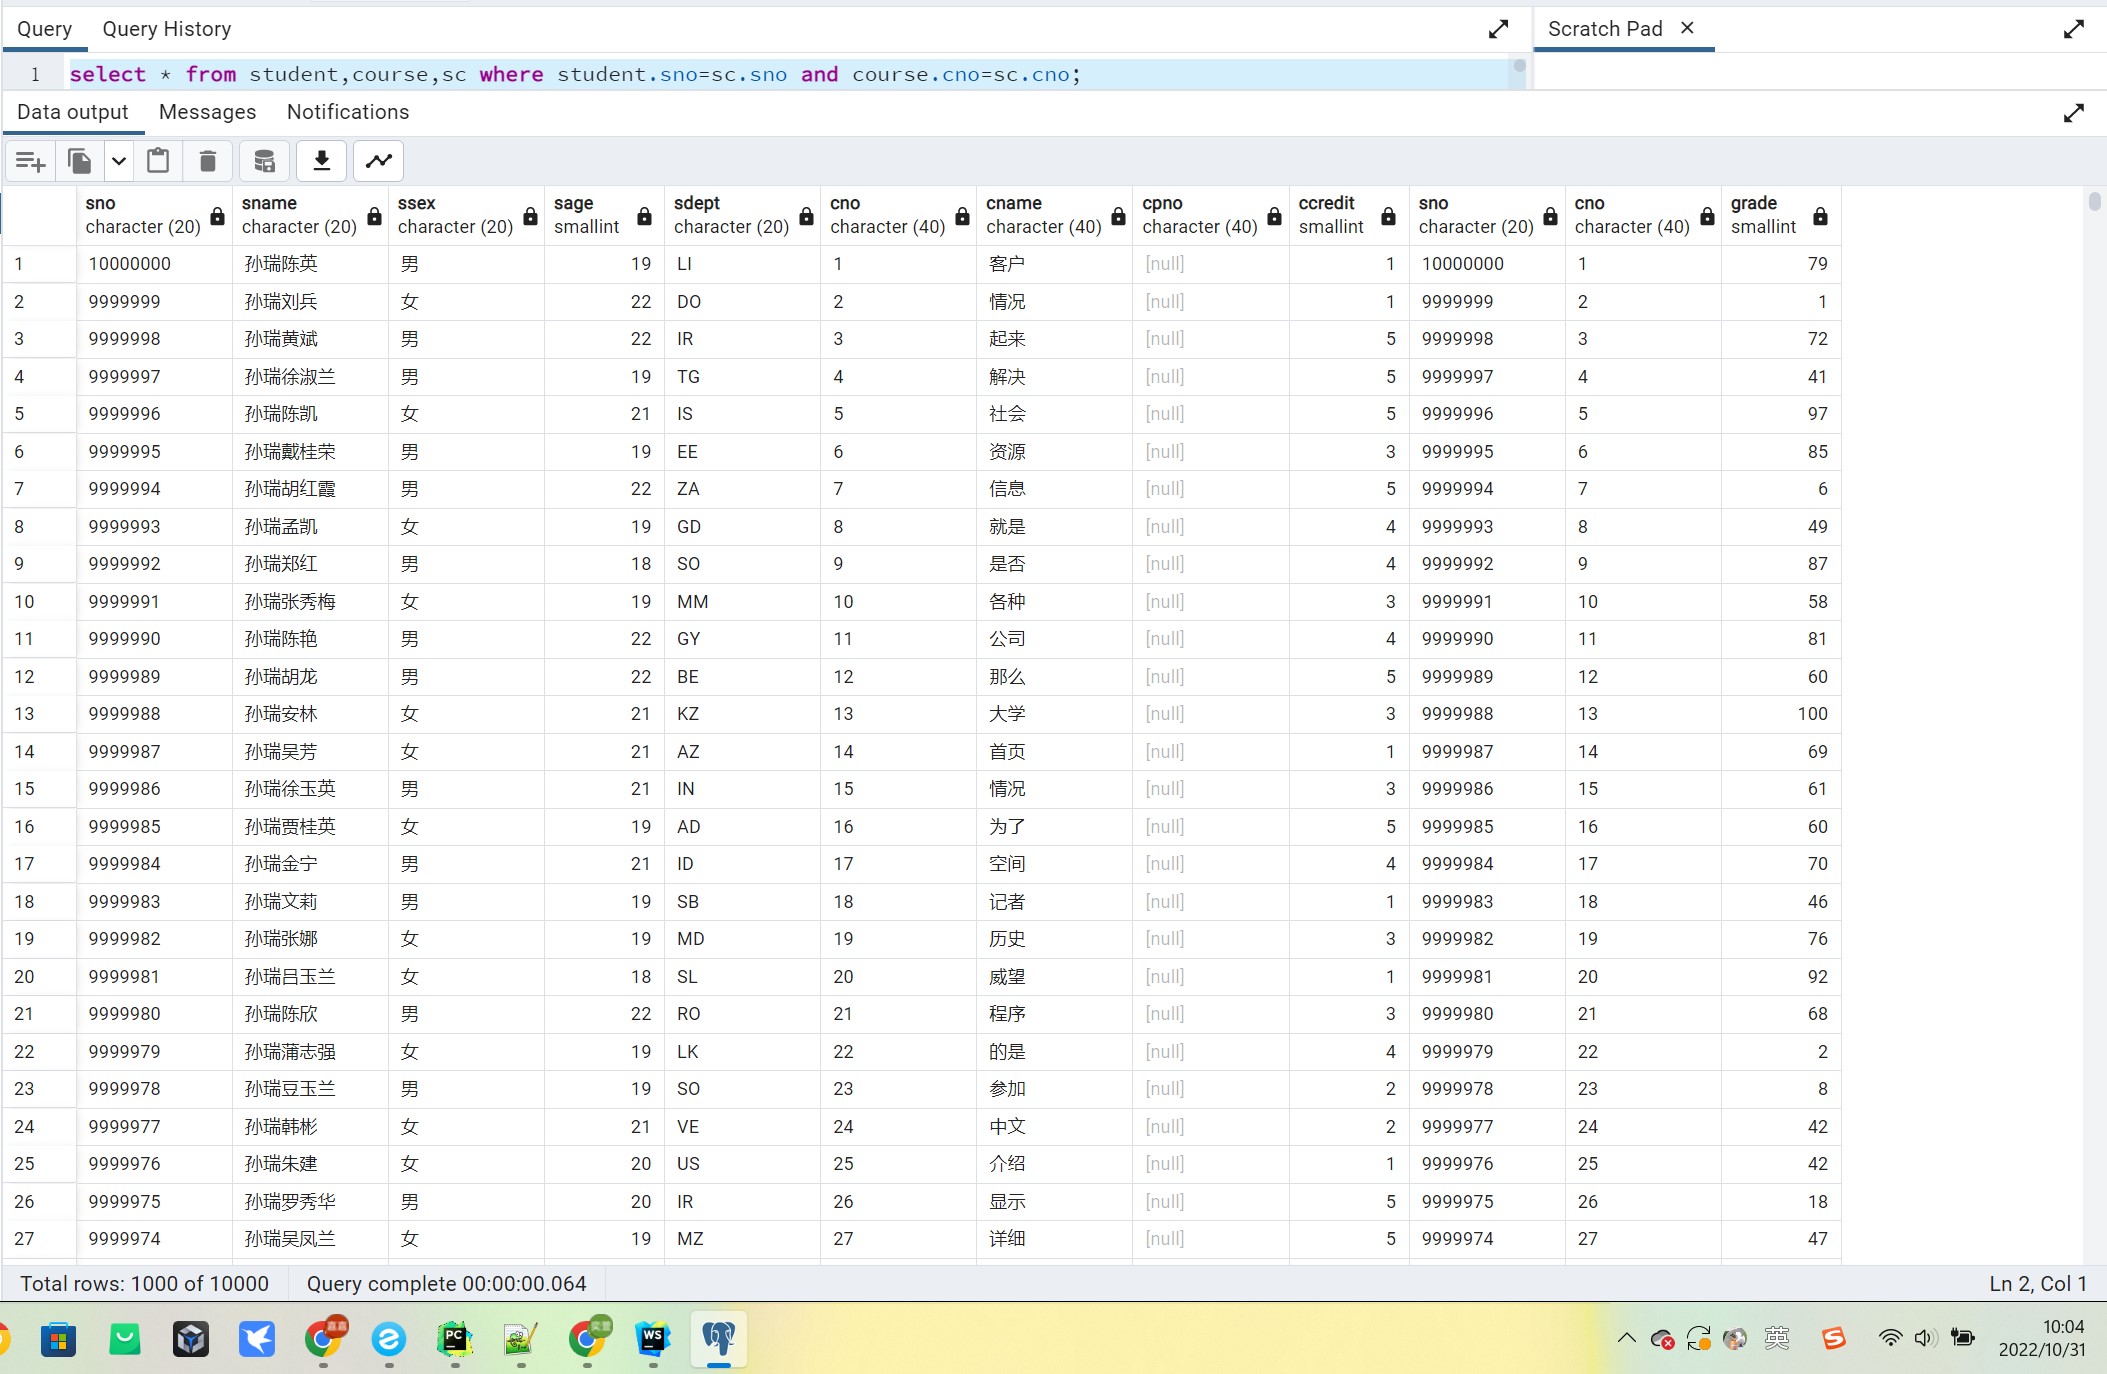 Query Query History Scratch Pad
1 select * from student,course,sc where student.sno=sc.sno and course.cno=sc.cno;
Data output Messages Notifications
sno sname ssex sage sdept cno cname cpno ccredit sno cno grade
character (20) character (20) character (20) smallint character (20) character (40) character (40) character (40) smallint character (20) character (40) smallint
1 10000000 孙瑞陈英 男 19 LI 1 客户 [null] 1 10000000 1 79
2 9999999 孙瑞刘兵 女 22 DO 2 情况 [null] 1 9999999 2 1
3 9999998 孙瑞黄斌 男 22 IR 3 起来 [null] 5 9999998 3 72
4 9999997 孙瑞徐淑兰 男 19 TG 4 解决 [null] 5 9999997 4 41
5 9999996 孙瑞陈凯 女 21 IS 5 社会 [null] 5 9999996 5 97
6 9999995 孙瑞戴桂荣 男 19 EE 6 资源 [null] 3 9999995 6 85
7 9999994 孙瑞胡红霞 男 22 ZA 7 信息 [null] 5 9999994 7 6
8 9999993 孙瑞孟凯 女 19 GD 8 就是 [null] 4 9999993 8 49
9 9999992 孙瑞郑红 男 18 SO 9 是否 [null] 4 9999992 9 87
10 9999991 孙瑞张秀梅 女 19 MM 10 各种 [null] 3 9999991 10 58
11 9999990 孙瑞陈艳 男 22 GY 11 公司 [null] 4 9999990 11 81
12 9999989 孙瑞胡龙 男 22 BE 12 那么 [null] 5 9999989 12 60
13 9999988 孙瑞安林 女 21 KZ 13 大学 [null] 3 9999988 13 100
14 9999987 孙瑞吴芳 女 21 AZ 14 首页 [null] 1 9999987 14 69
15 9999986 孙瑞徐玉英 男 21 IN 15 情况 [null] 3 9999986 15 61
16 9999985 孙瑞贾桂英 女 19 AD 16 为了 [null] 5 9999985 16 60
17 9999984 孙瑞金宁 男 21 ID 17 空间 [null] 4 9999984 17 70
18 9999983 孙瑞文莉 男 19 SB 18 记者 [null] 1 9999983 18 46
19 9999982 孙瑞张娜 女 19 MD 19 历史 [null] 3 9999982 19 76
20 9999981 孙瑞吕玉兰 女 18 SL 20 威望 [null] 1 9999981 20 92
21 9999980 孙瑞陈欣 男 22 RO 21 程序 [null] 3 9999980 21 68
22 9999979 孙瑞蒲志强 女 19 LK 22 的是 [null] 4 9999979 22 2
23 9999978 孙瑞豆玉兰 男 19 SO 23 参加 [null] 2 9999978 23 8
24 9999977 孙瑞韩彬 女 21 VE 24 中文 [null] 2 9999977 24 42
25 9999976 孙瑞朱建 女 20 US 25 介绍 [null] 1 9999976 25 42
26 9999975 孙瑞罗秀华 男 20 IR 26 显示 [null] 5 9999975 26 18
27 9999974 孙瑞吴凤兰 女 19 MZ 27 详细 [null] 5 9999974 27 47
Total rows: 1000 of 10000 Query complete 00:00:00.064 Ln 2, Col 1
PC WS 英 10:04
2022/10/31